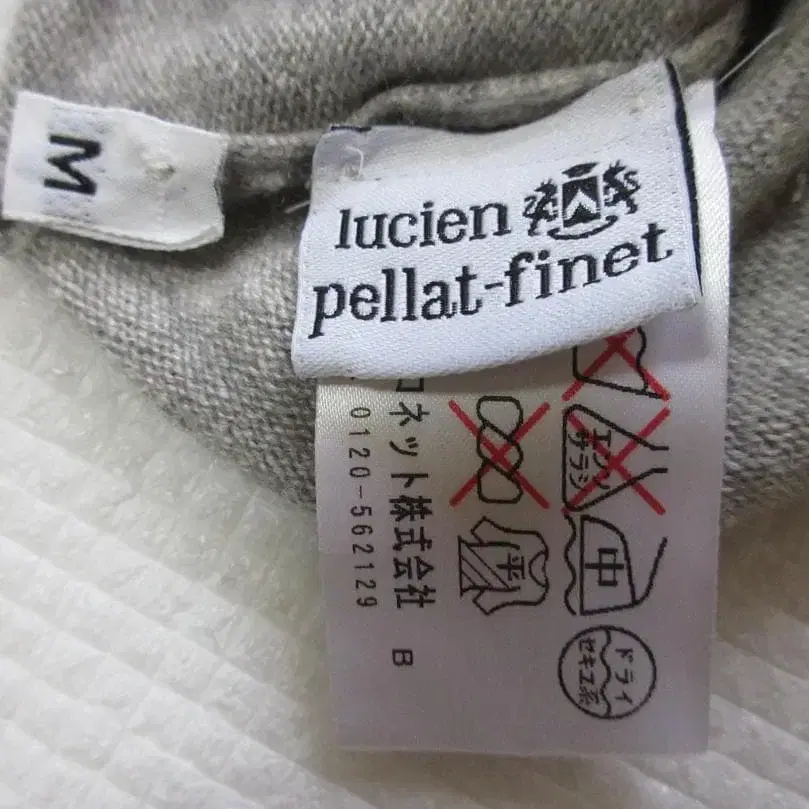 M
lucien
pellat-finet
エンソ
サラシ
中
ドライ
セキユ系
平
ロネット株式会社 B
0120-562129